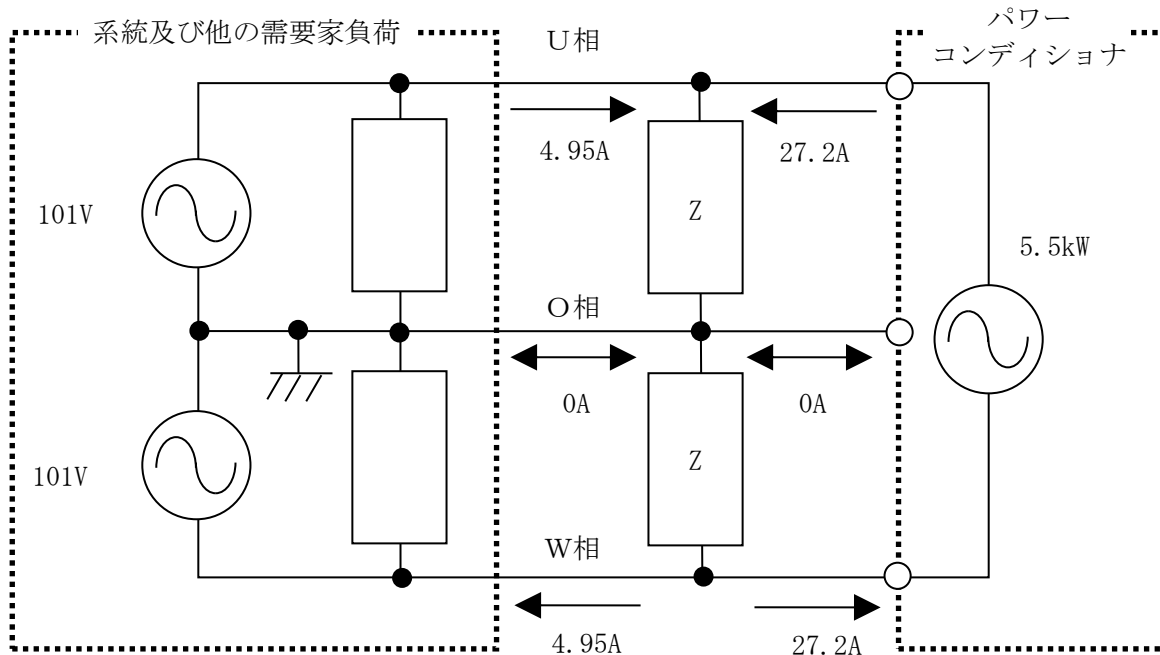 系統及び他の需要家負荷
パワー
コンディショナ
U相
4.95A
27.2A
101V
Z
5.5kW
O相
0A
0A
101V
Z
W相
4.95A
27.2A